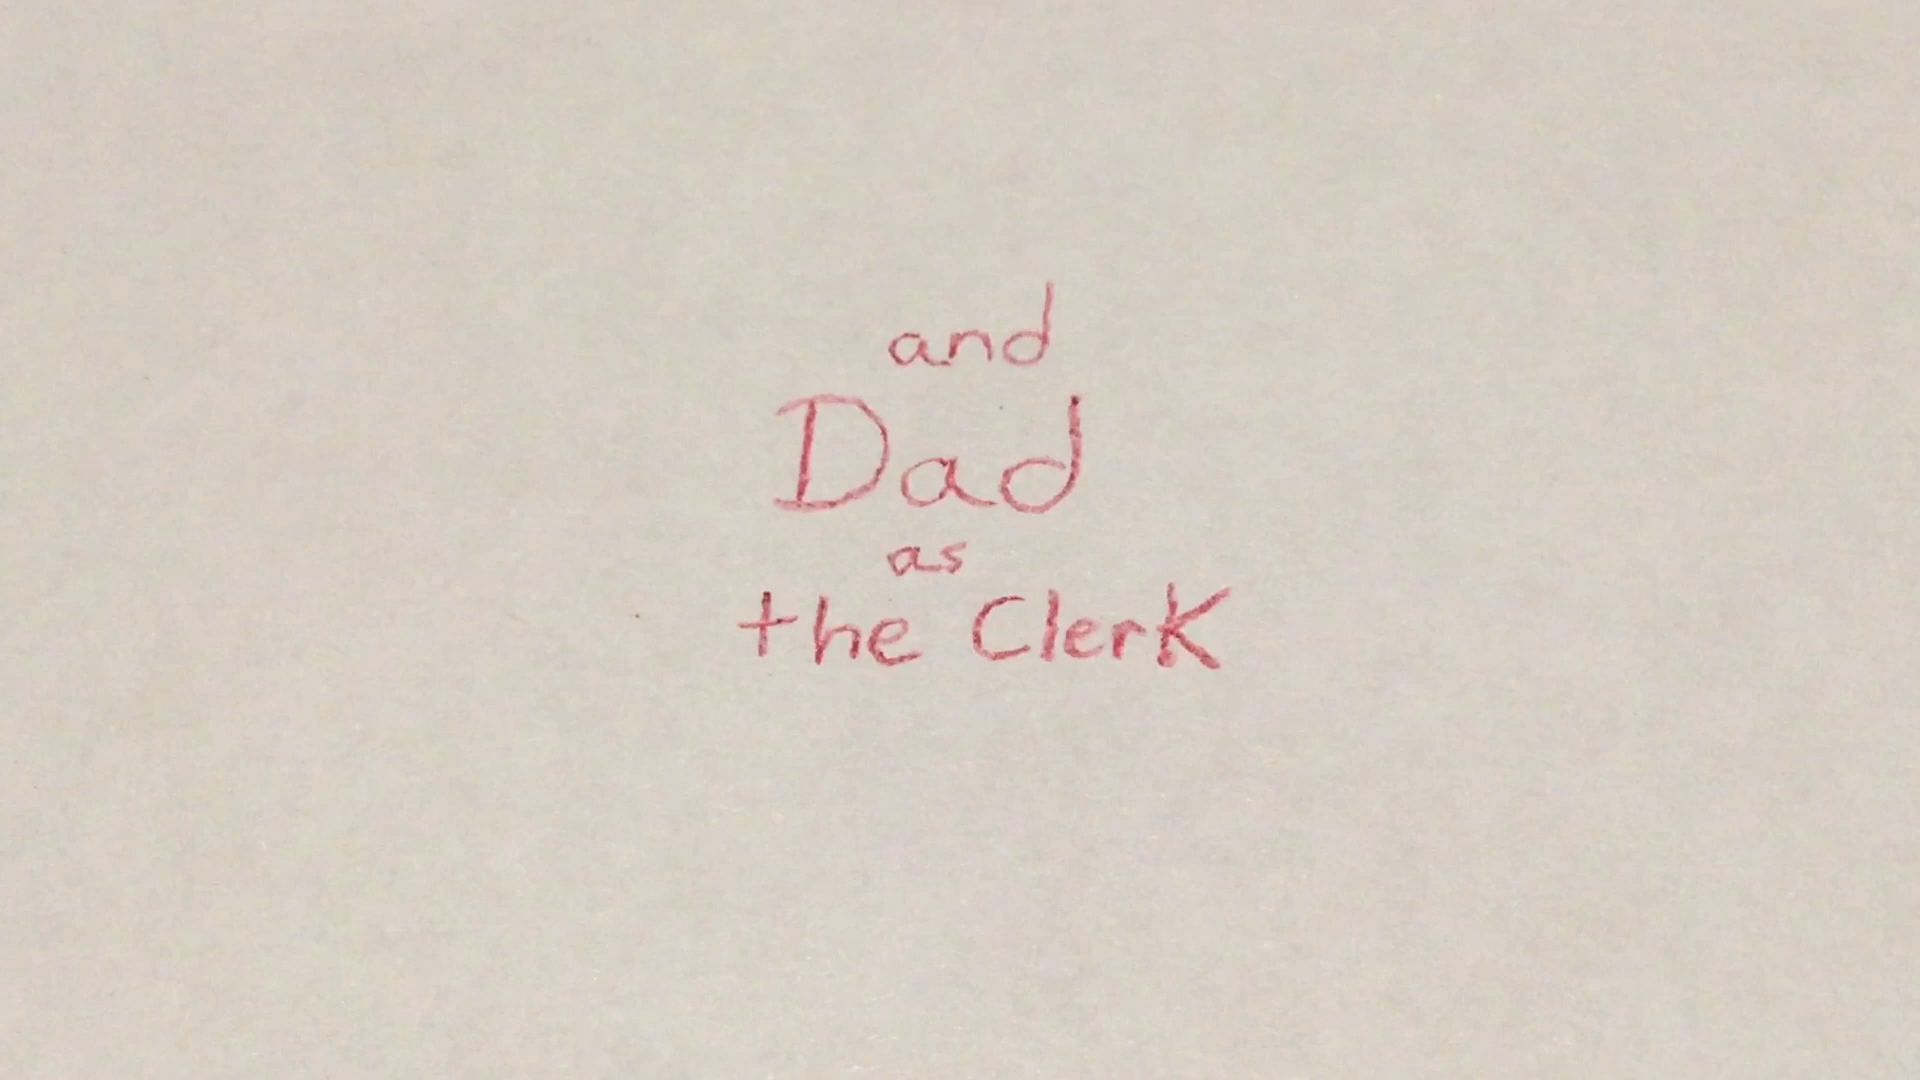 and
Dad
as
the Clerk